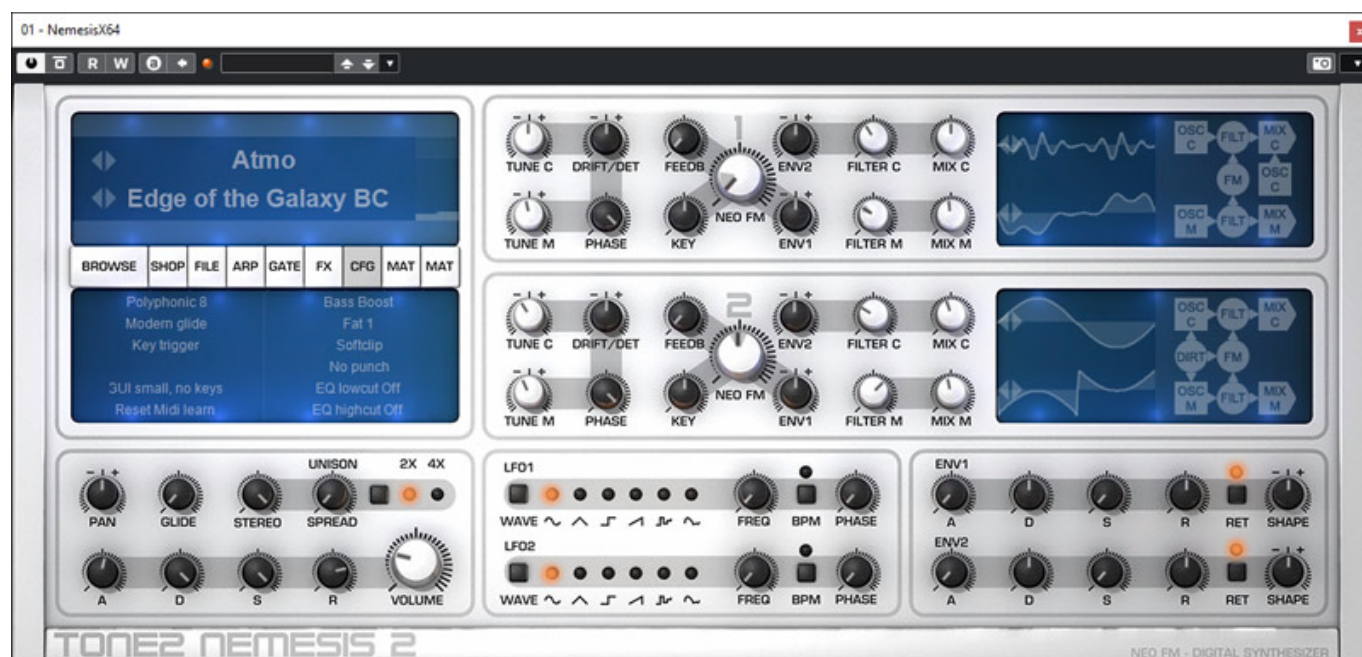 01 - NemesisX64
R W
Atmo
Edge of the Galaxy BC
BROWSE SHOP FILE ARP GATE FX CFG MAT MAT
Polyphonic 8 Bass Boost
Modern glide Fat 1
Key trigger Softclip
No punch
GUI small, no keys EQ lowcut Off
Reset Midi learn EQ highcut Off
1
TUNE C DRIFT/DET FEEDB ENV2 FILTER C MIX C
NEO FM
TUNE M PHASE KEY ENV1 FILTER M MIX M
OSC C FILT MIX C
FM OSC C
OSC M FILT MIX M
2
TUNE C DRIFT/DET FEEDB ENV2 FILTER C MIX C
NEO FM
TUNE M PHASE KEY ENV1 FILTER M MIX M
OSC C FILT MIX C
DIRT FM
OSC M FILT MIX M
UNISON 2X 4X
PAN GLIDE STEREO SPREAD
A D S R VOLUME
LFO1
WAVE FREQ BPM PHASE
LFO2
WAVE FREQ BPM PHASE
ENV1
A D S R RET SHAPE
ENV2
A D S R RET SHAPE
TONE2 NEMESIS 2
NEO FM - DIGITAL SYNTHESIZER